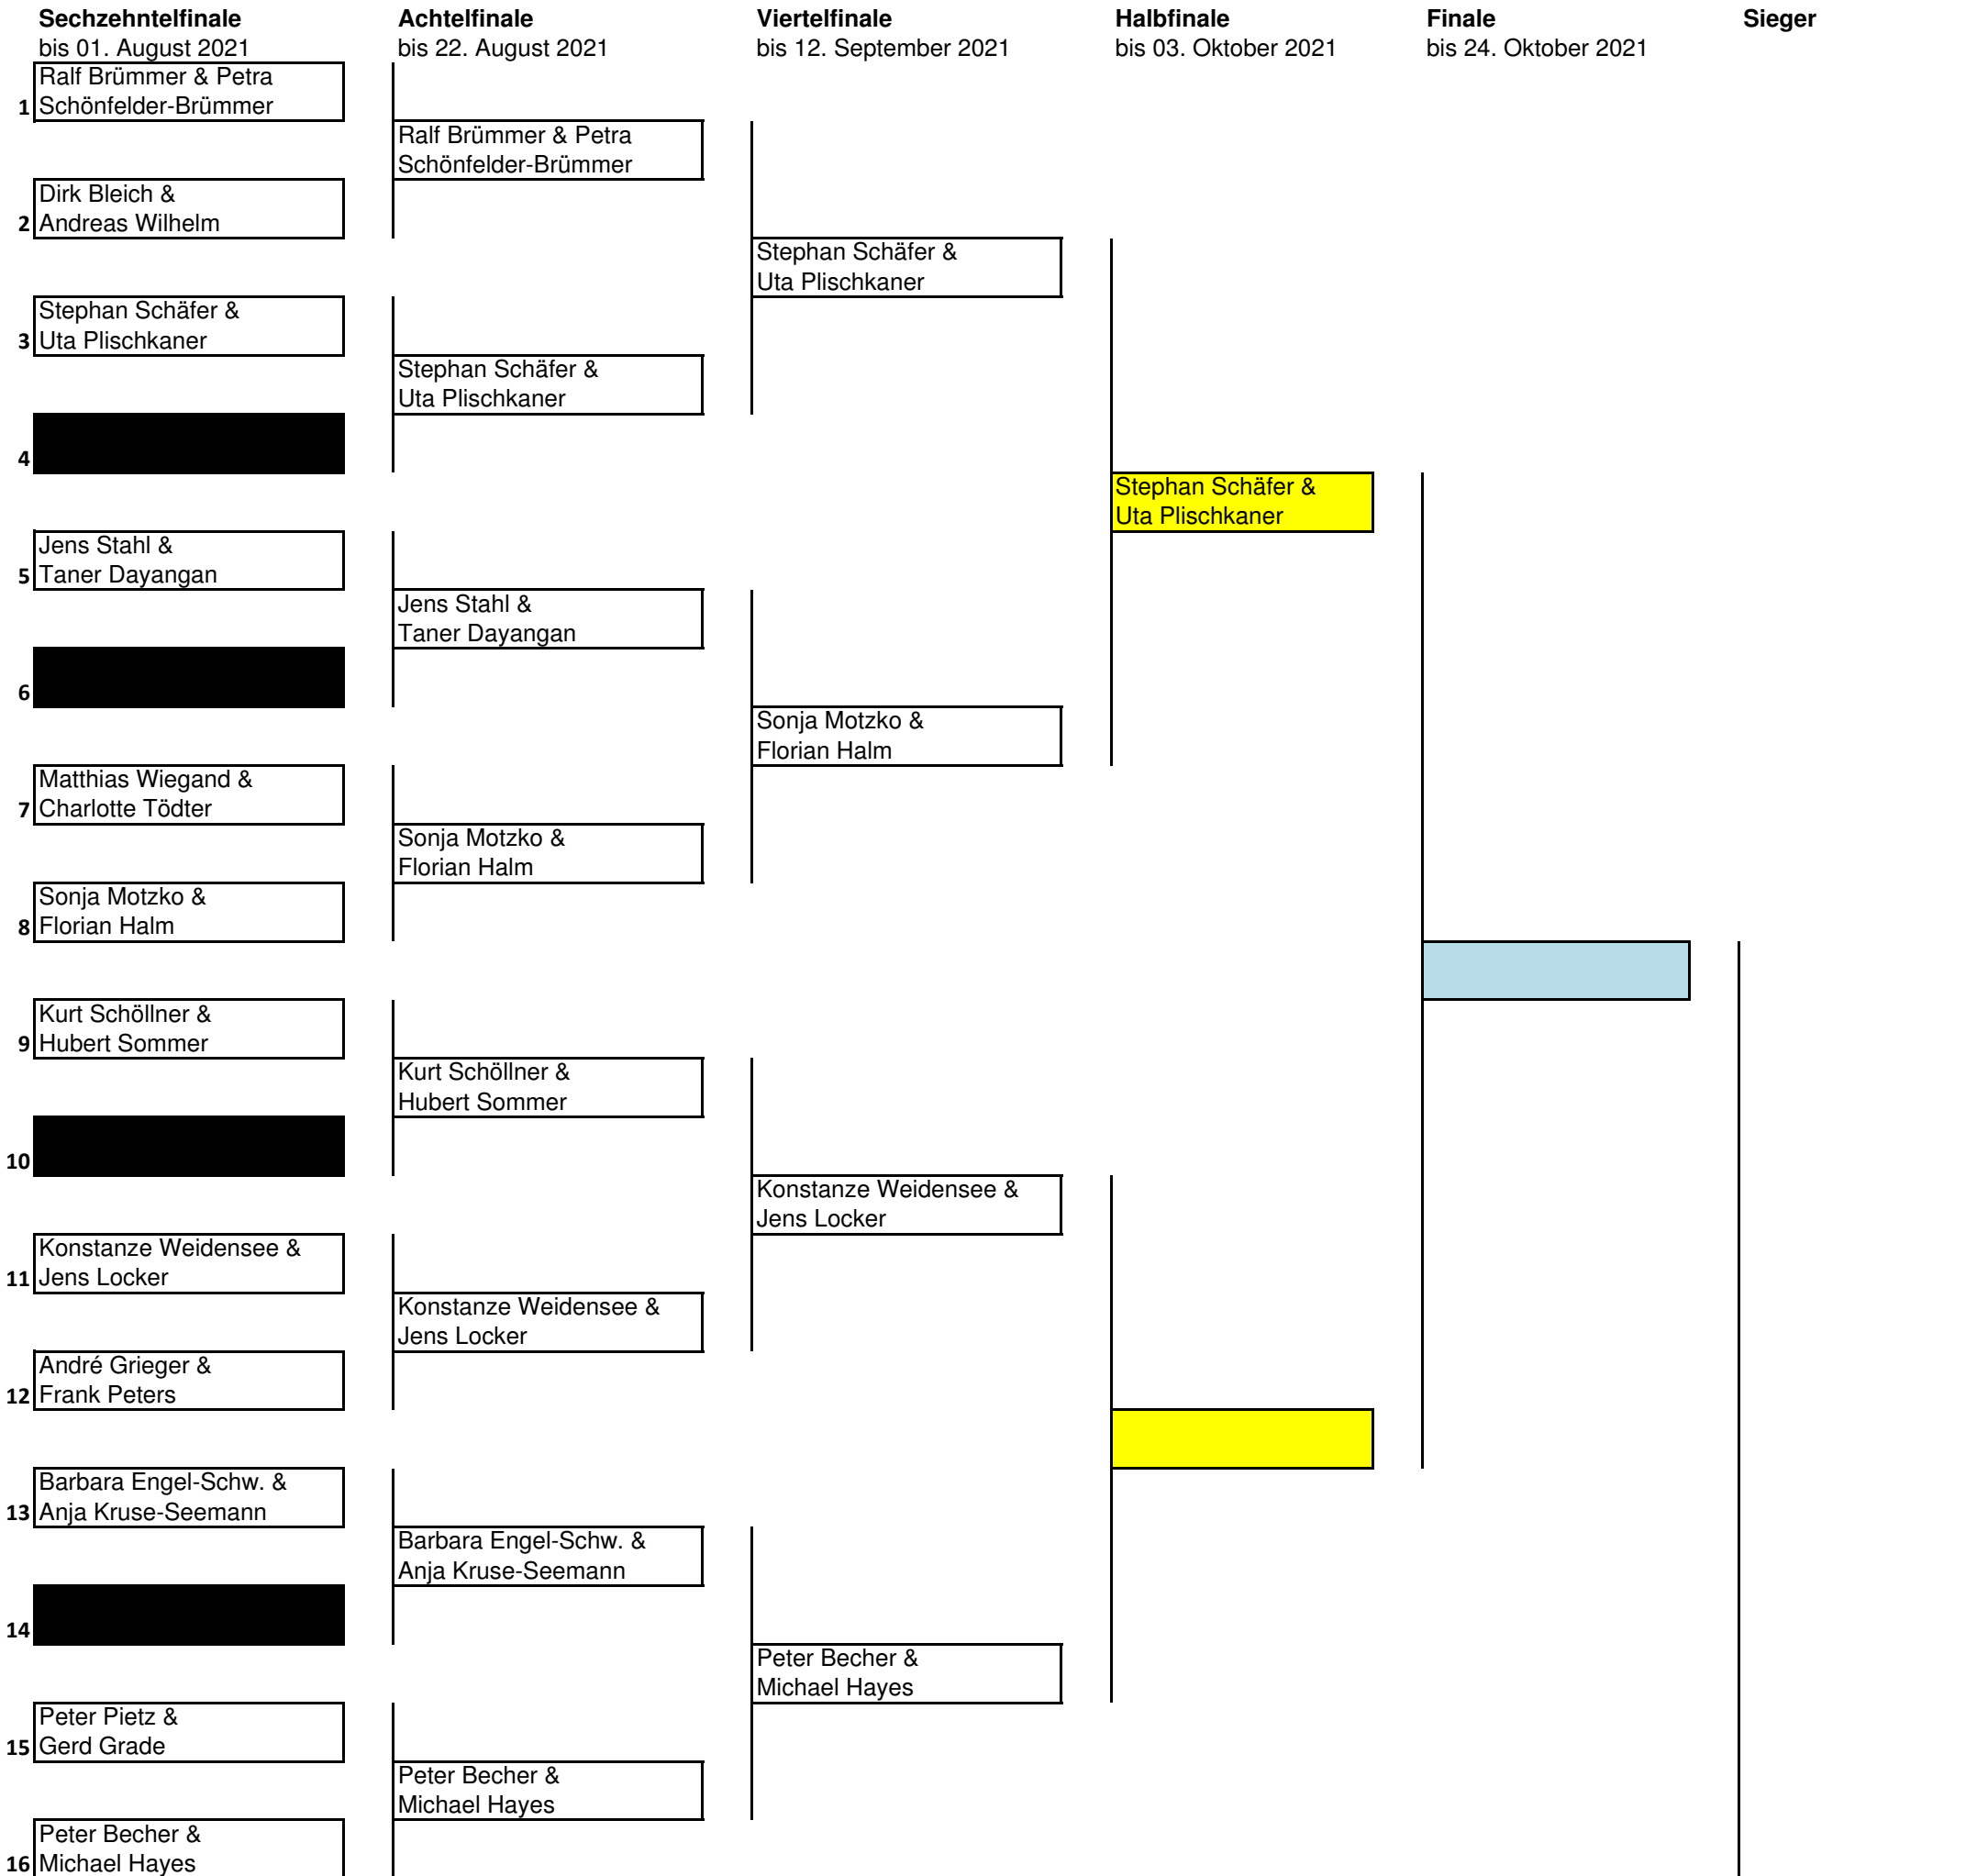 Sechzehntelfinale
bis 01. August 2021
Achtelfinale
bis 22. August 2021
Viertelfinale
bis 12. September 2021
Halbfinale
bis 03. Oktober 2021
Finale
bis 24. Oktober 2021
Sieger
Ralf Brümmer & Petra
1 Schönfelder-Brümmer
Dirk Bleich &
2 Andreas Wilhelm
Stephan Schäfer &
3 Uta Plischkaner
4
Jens Stahl &
5 Taner Dayangan
6
Matthias Wiegand &
7 Charlotte Tödter
Sonja Motzko &
8 Florian Halm
Kurt Schöllner &
9 Hubert Sommer
10
Konstanze Weidensee &
11 Jens Locker
André Grieger &
12 Frank Peters
Barbara Engel-Schw. &
13 Anja Kruse-Seemann
14
Peter Pietz &
15 Gerd Grade
Peter Becher &
16 Michael Hayes
Ralf Brümmer & Petra
Schönfelder-Brümmer
Stephan Schäfer &
Uta Plischkaner
Jens Stahl &
Taner Dayangan
Sonja Motzko &
Florian Halm
Kurt Schöllner &
Hubert Sommer
Konstanze Weidensee &
Jens Locker
Barbara Engel-Schw. &
Anja Kruse-Seemann
Peter Becher &
Michael Hayes
Stephan Schäfer &
Uta Plischkaner
Sonja Motzko &
Florian Halm
Konstanze Weidensee &
Jens Locker
Peter Becher &
Michael Hayes
Stephan Schäfer &
Uta Plischkaner